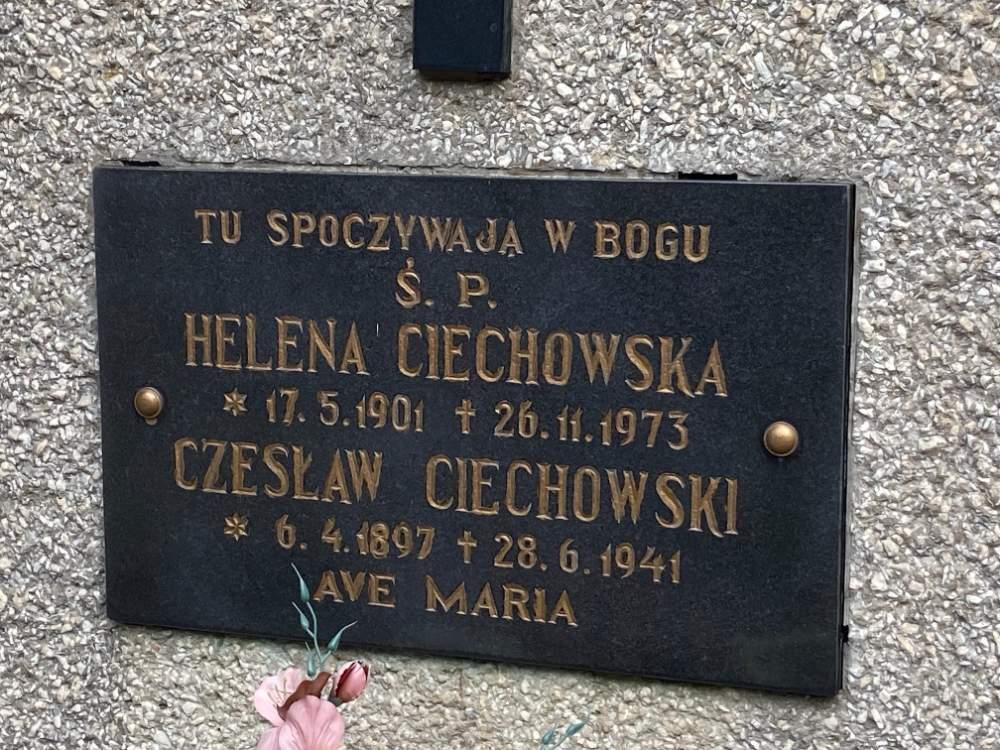 TU SPOCZYWAJĄ W BOGU
Ś. P.
HELENA CIECHOWSKA
* 17. 5. 1901 † 26. 11. 1973
CZESŁAW CIECHOWSKI
* 6. 4. 1897 † 28. 6. 1941
AVE MARIA